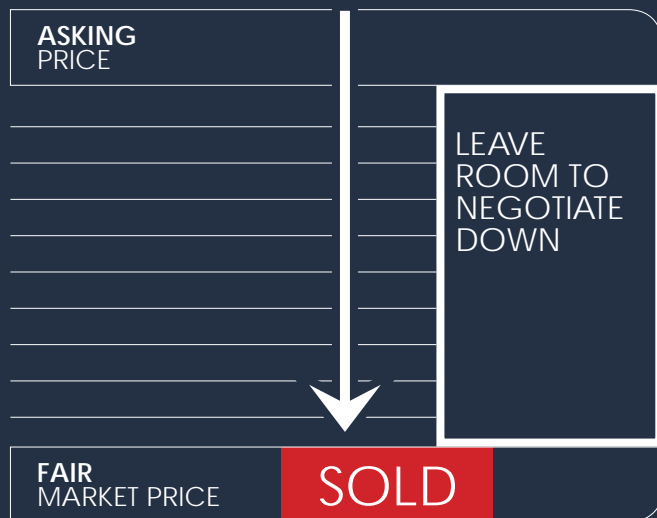 ASKING
PRICE
LEAVE
ROOM TO
NEGOTIATE
DOWN
FAIR
MARKET PRICE
SOLD